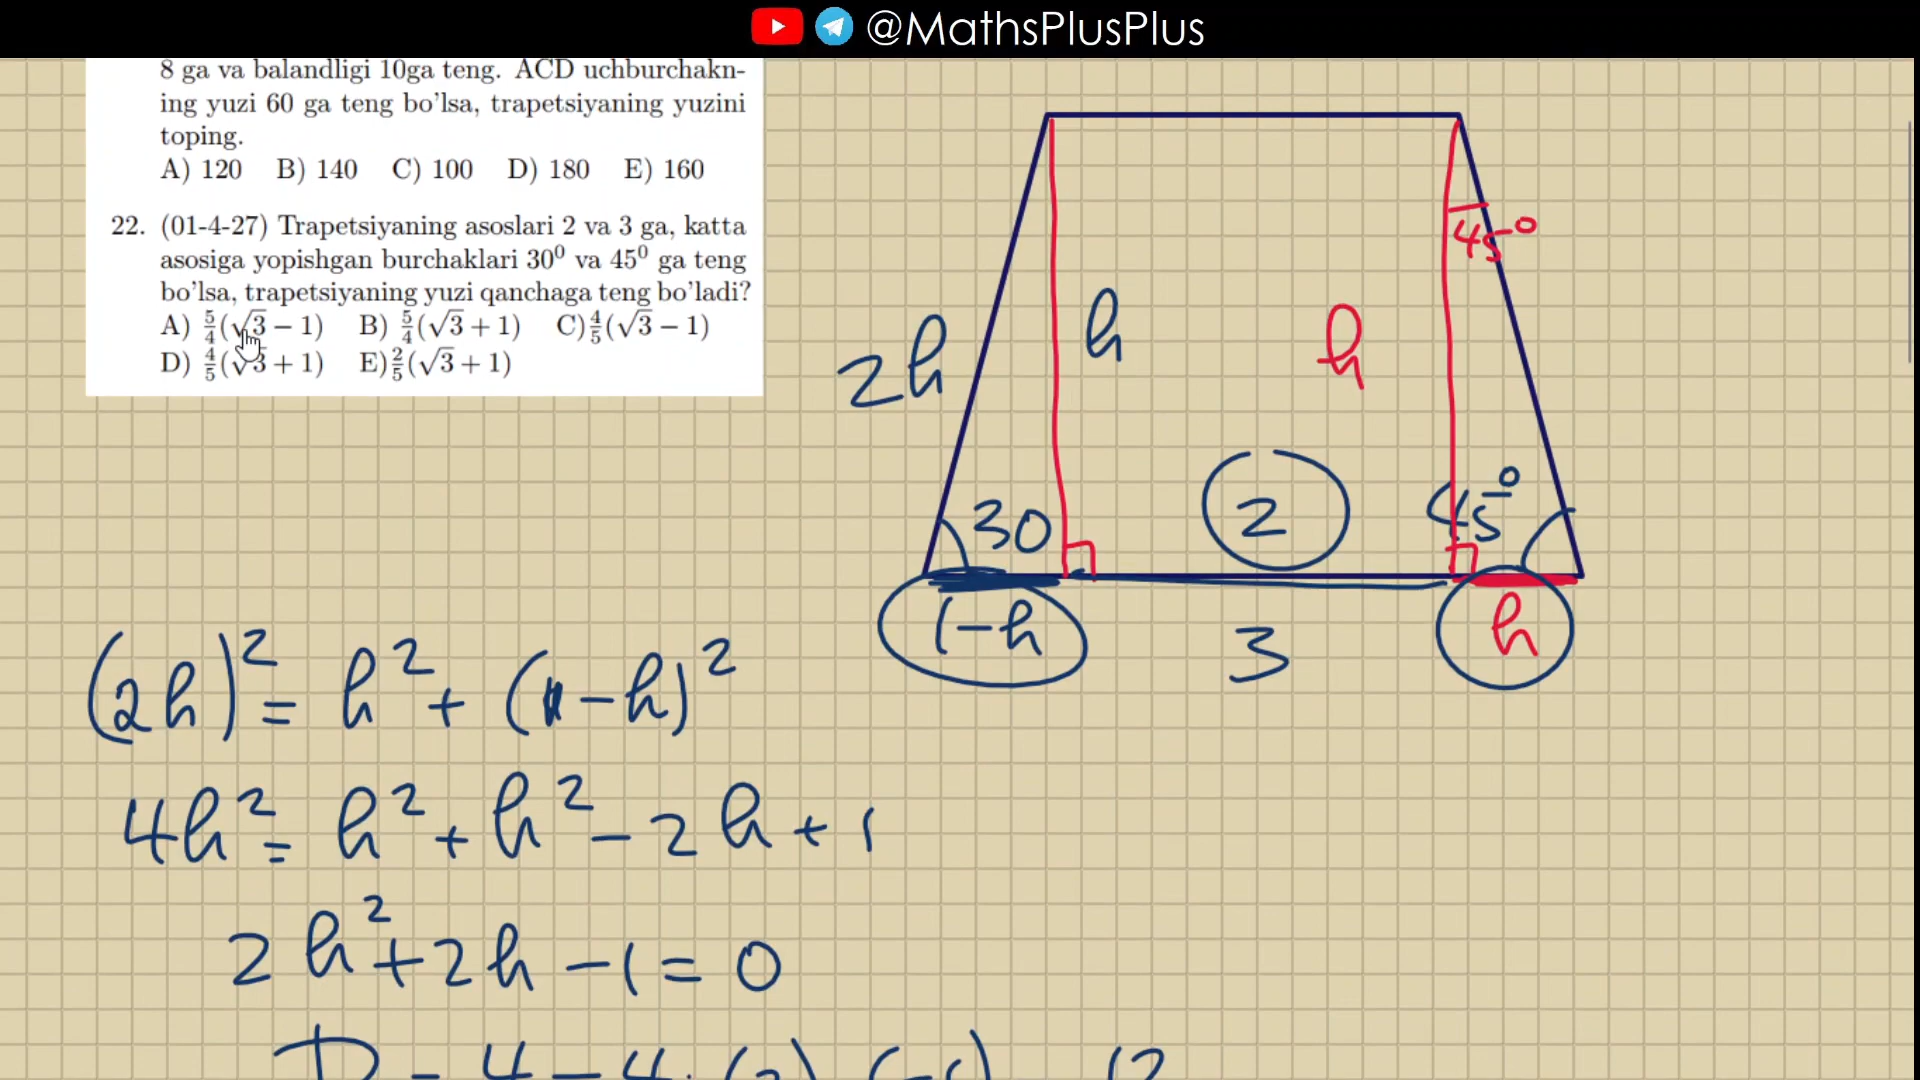 @MathsPlusPlus
8 ga va balandligi 10ga teng. ACD uchburchakn-
ing yuzi 60 ga teng bo'lsa, trapetsiyaning yuzini
toping.
A) 120 B) 140 C) 100 D) 180 E) 160
22. (01-4-27) Trapetsiyaning asoslari 2 va 3 ga, katta
asosiga yopishgan burchaklari 30⁰ va 45⁰ ga teng
bo'lsa, trapetsiyaning yuzi qanchaga teng bo'ladi?
A) 5/4(√3 − 1) B) 5/4(√3 + 1) C)4/5(√3 − 1)
D) 4/5(√3 + 1) E)2/5(√3 + 1)
45⁰
2h
h
h
30
2
45⁰
1-h
3
h
(2h)² = h² + (1-h)²
4h² = h² + h² - 2h + 1
2h² + 2h - 1 = 0